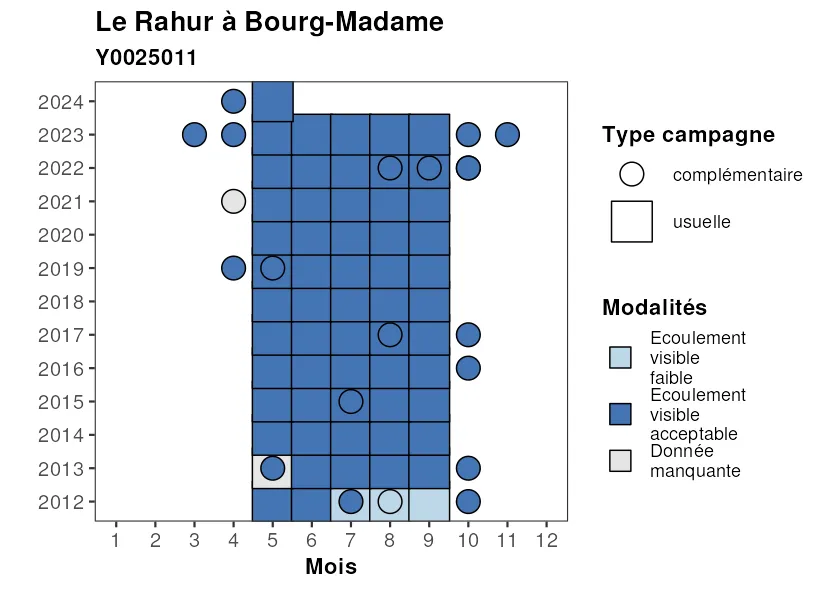 Le Rahur à Bourg-Madame
Y0025011
2024
2023
2022
2021
2020
2019
2018
2017
2016
2015
2014
2013
2012
1 2 3 4 5 6 7 8 9 10 11 12
Mois
Type campagne
complémentaire
usuelle
Modalités
Ecoulement
visible
faible
Ecoulement
visible
acceptable
Donnée
manquante